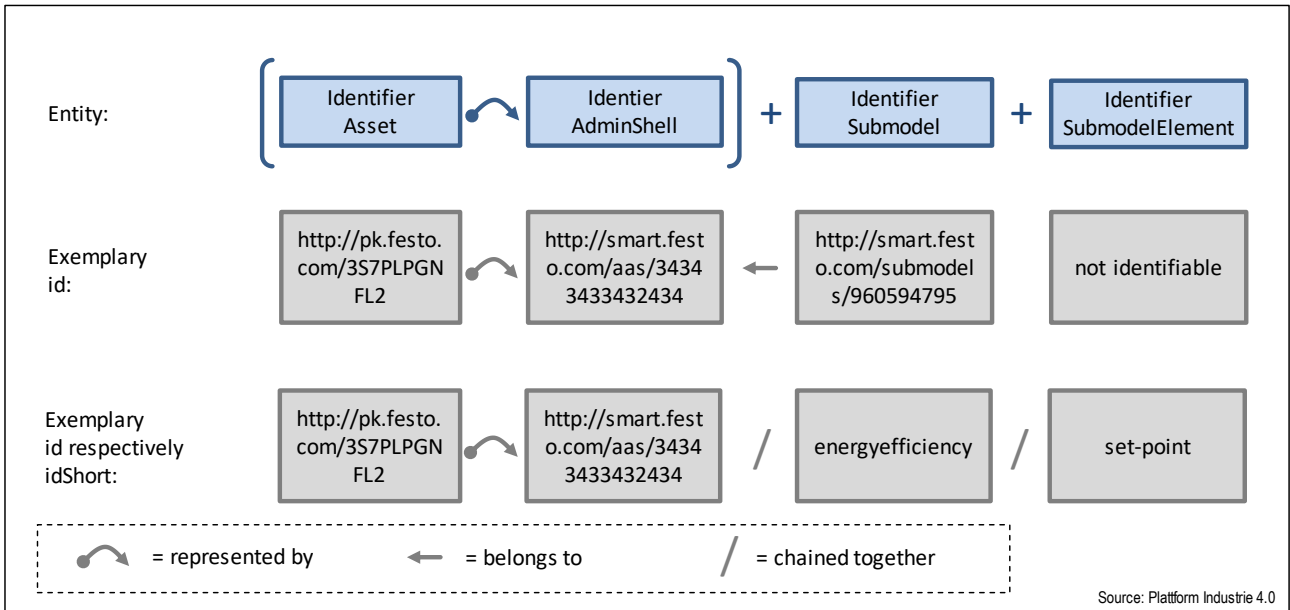 Entity:
Identifier
Asset
Identier
AdminShell
+
Identifier
Submodel
+
Identifier
SubmodelElement
Exemplary
id:
http://pk.festo.
com/3S7PLPGN
FL2
http://smart.fest
o.com/aas/3434
3433432434
http://smart.fest
o.com/submodel
s/960594795
not identifiable
Exemplary
id respectively
idShort:
http://pk.festo.
com/3S7PLPGN
FL2
http://smart.fest
o.com/aas/3434
3433432434
/
energyefficiency
/
set-point
= represented by
= belongs to
/ = chained together
Source: Plattform Industrie 4.0